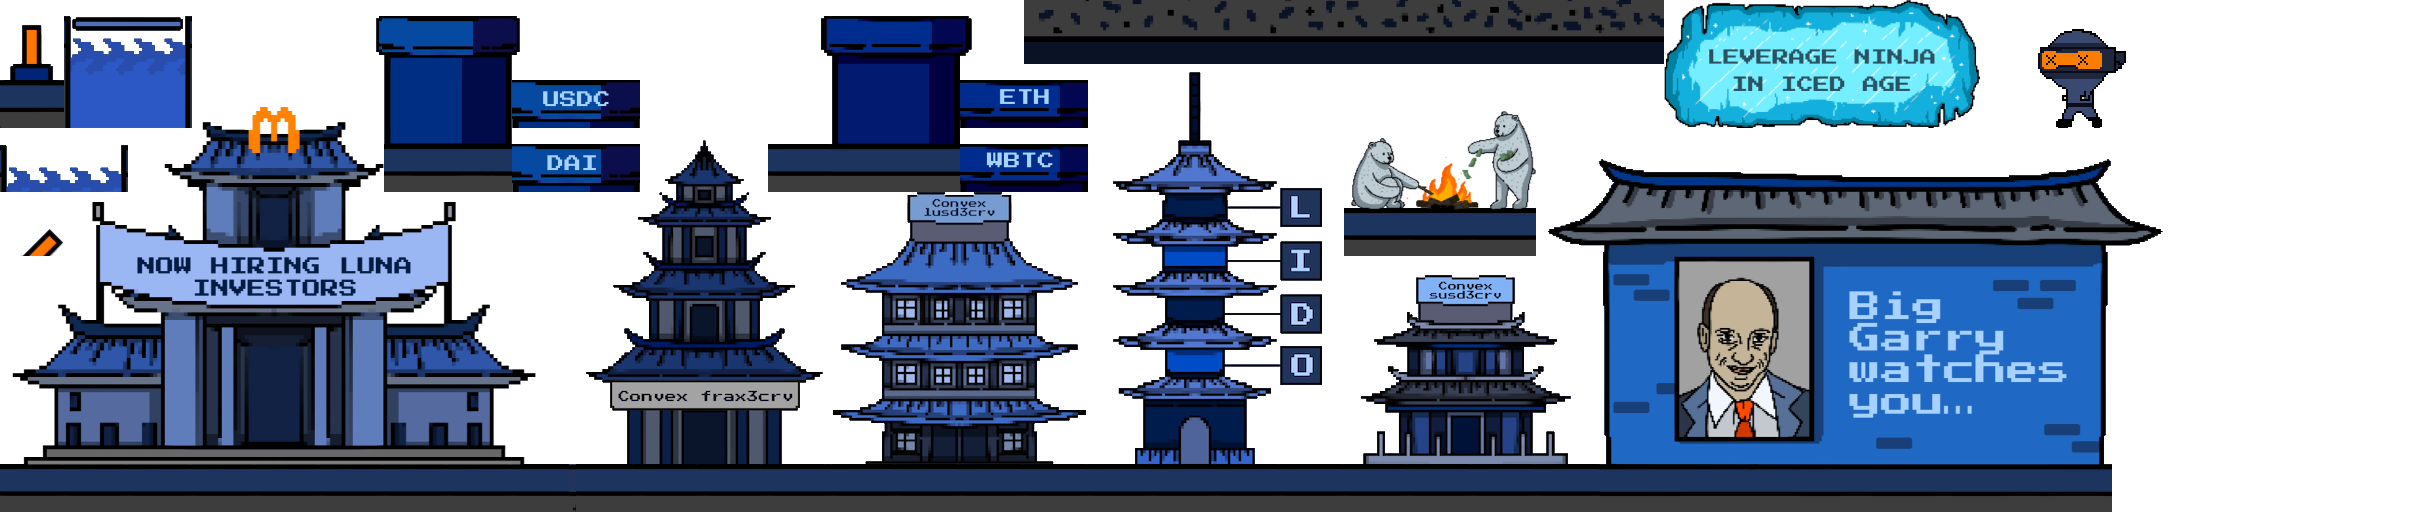 LEVERAGE NINJA
IN ICED AGE
USDC
DAI
ETH
WBTC
NOW HIRING LUNA
INVESTORS
Convex frax3crv
Convex
lusd3crv
L
I
D
O
Convex
susd3crv
Big
Garry
watches
you...